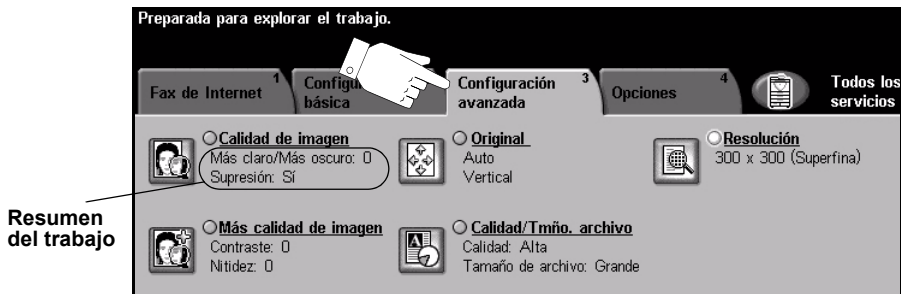 Preparada para explorar el trabajo.
Fax de Internet 1
básica
Configuración 3
avanzada
Opciones 4
Todos los
servicios
Calidad de imagen
Más claro/Más oscuro: 0
Supresión: Sí
Original
Auto
Vertical
Resolución
300 x 300 (Superfina)
Resumen
del trabajo
Más calidad de imagen
Contraste: 0
Nitidez: 0
Calidad/Tmño. archivo
Calidad: Alta
Tamaño de archivo: Grande